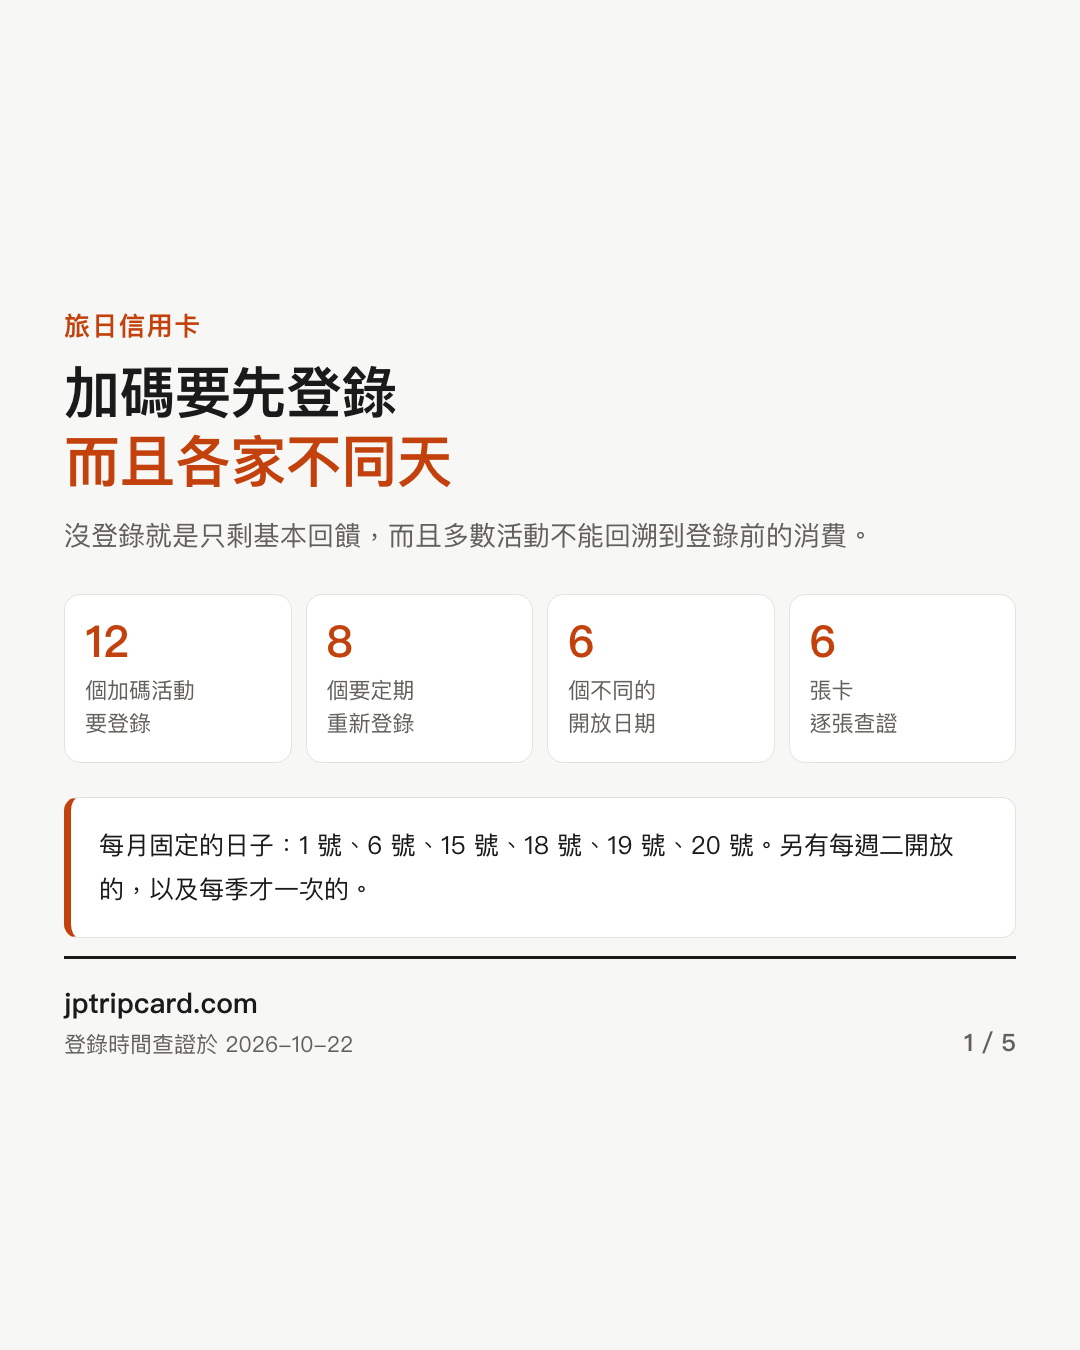 旅日信用卡
加碼要先登錄
而且各家不同天
沒登錄就是只剩基本回饋，而且多數活動不能回溯到登錄前的消費。
12
個加碼活動
要登錄
8
個要定期
重新登錄
6
個不同的
開放日期
6
張卡
逐張查證
每月固定的日子：1 號、6 號、15 號、18 號、19 號、20 號。另有每週二開放
的，以及每季才一次的。
jptripcard.com
登錄時間查證於 2026-10-22
1 / 5